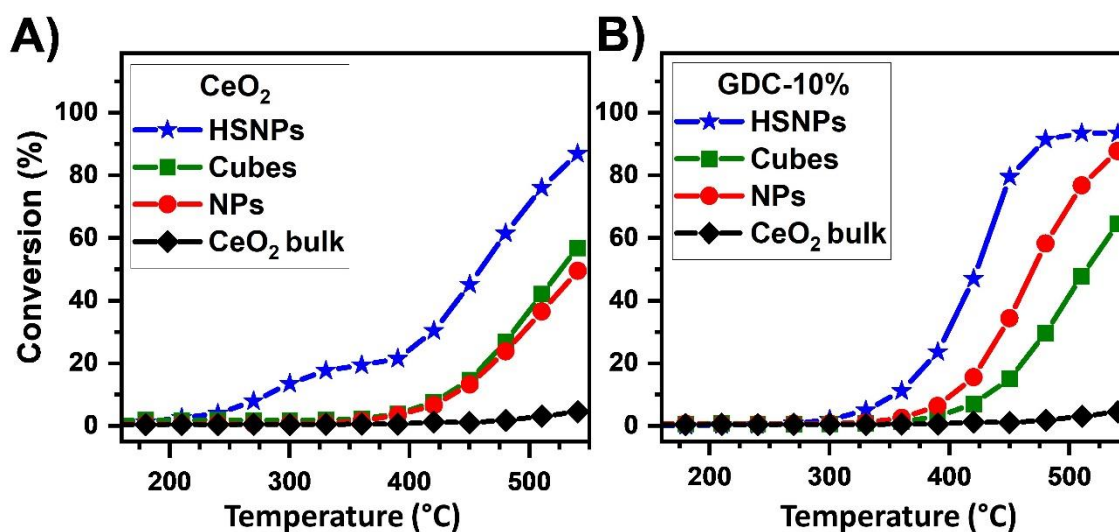 A)
CeO₂
HSNPs
Cubes
NPs
CeO₂ bulk
Conversion (%)
0
20
40
60
80
100
200
300
400
500
Temperature (°C)
B)
GDC-10%
HSNPs
Cubes
NPs
CeO₂ bulk
0
20
40
60
80
100
200
300
400
500
Temperature (°C)